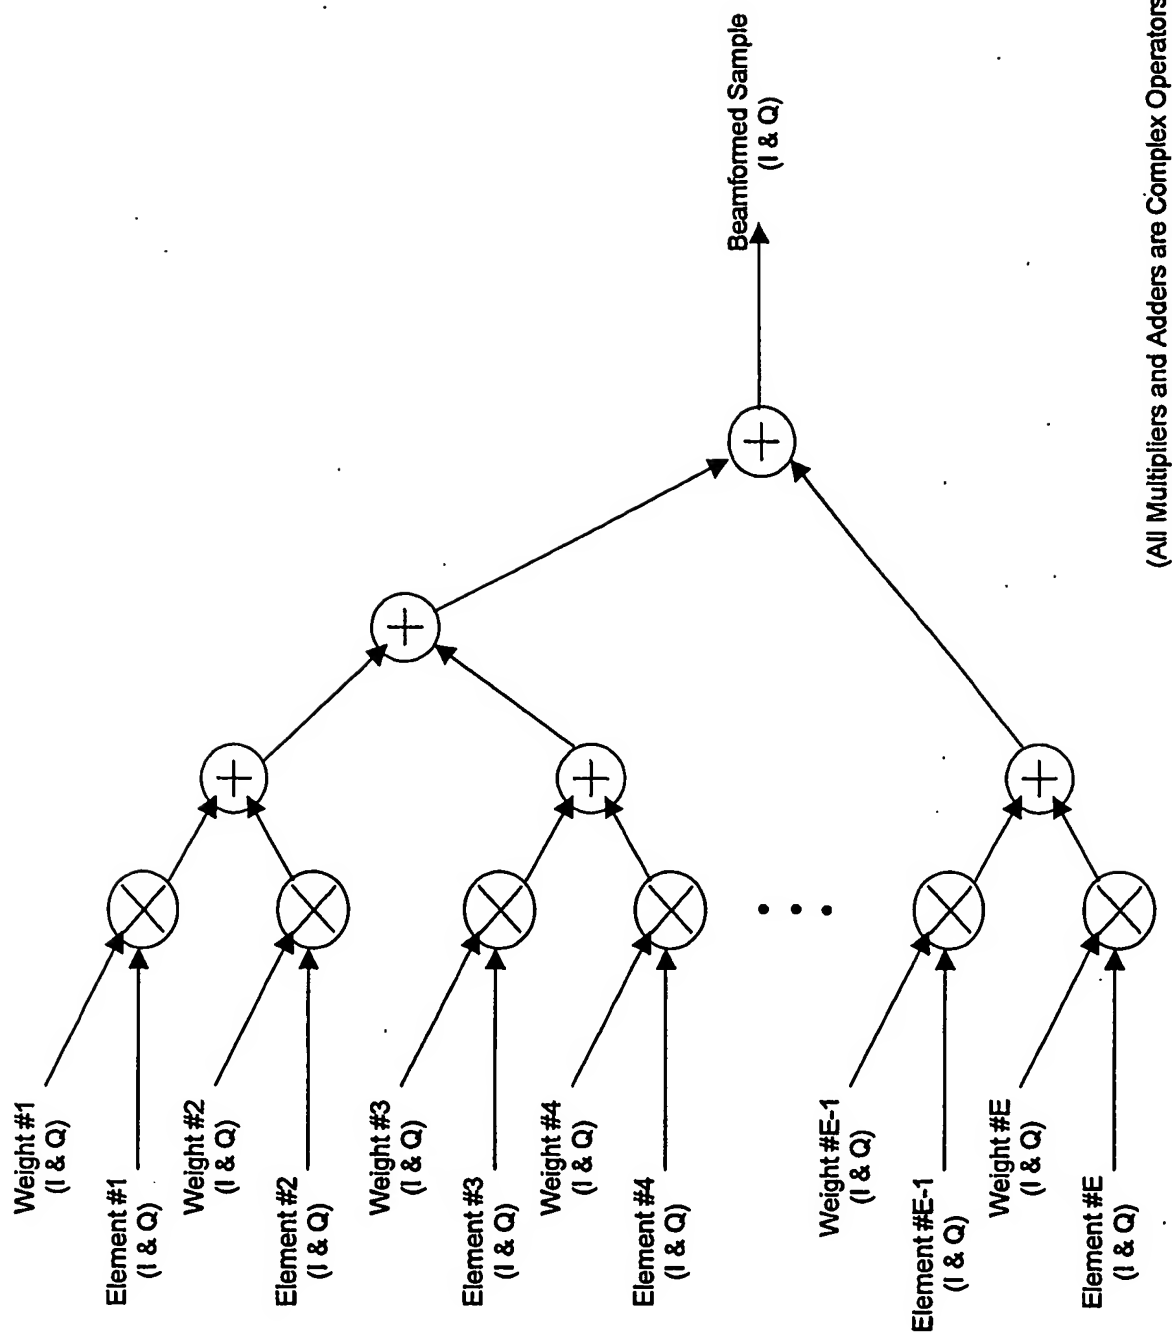 Weight #1
(I & Q)
Element #1
(I & Q)
Weight #2
(I & Q)
Element #2
(I & Q)
Weight #3
(I & Q)
Element #3
(I & Q)
Weight #4
(I & Q)
Element #4
(I & Q)
Weight #E-1
(I & Q)
Element #E-1
(I & Q)
Weight #E
(I & Q)
Element #E
(I & Q)
Beamformed Sample
(I & Q)
(All Multipliers and Adders are Complex Operators